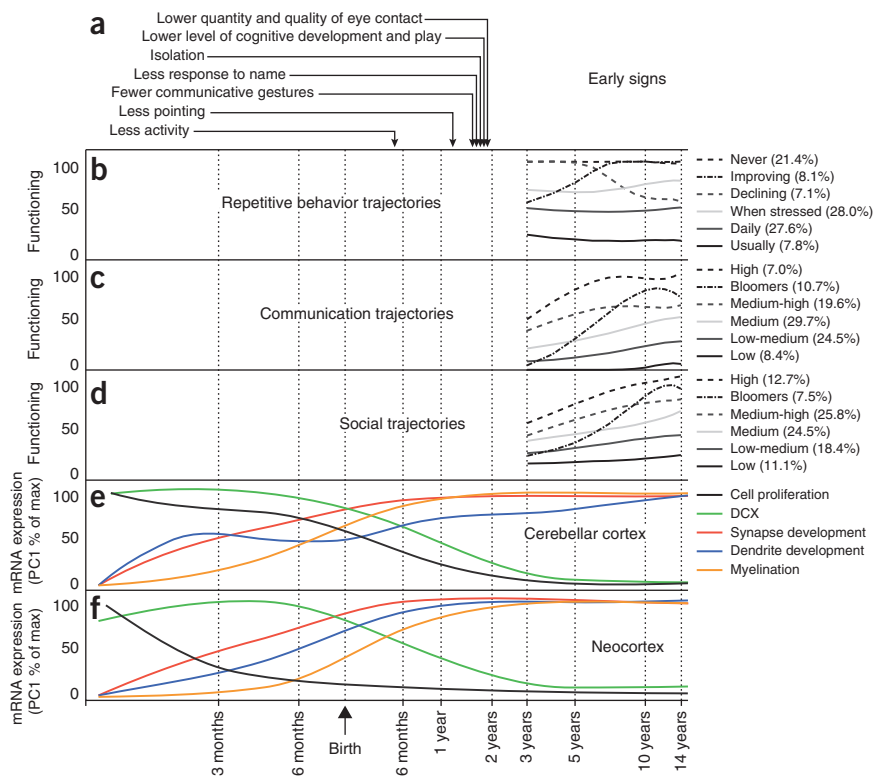 a
Lower quantity and quality of eye contact
Lower level of cognitive development and play
Isolation
Less response to name
Fewer communicative gestures
Less pointing
Less activity
Early signs
b
Functioning
100
50
0
Repetitive behavior trajectories
Never (21.4%)
Improving (8.1%)
Declining (7.1%)
When stressed (28.0%)
Daily (27.6%)
Usually (7.8%)
c
Functioning
100
50
0
Communication trajectories
High (7.0%)
Bloomers (10.7%)
Medium-high (19.6%)
Medium (29.7%)
Low-medium (24.5%)
Low (8.4%)
d
Functioning
100
50
0
Social trajectories
High (12.7%)
Bloomers (7.5%)
Medium-high (25.8%)
Medium (24.5%)
Low-medium (18.4%)
Low (11.1%)
e
mRNA expression
(PC1 % of max)
100
50
0
Cerebellar cortex
Cell proliferation
DCX
Synapse development
Dendrite development
Myelination
f
mRNA expression
(PC1 % of max)
100
50
0
Neocortex
3 months
6 months
Birth
6 months
1 year
2 years
3 years
5 years
10 years
14 years